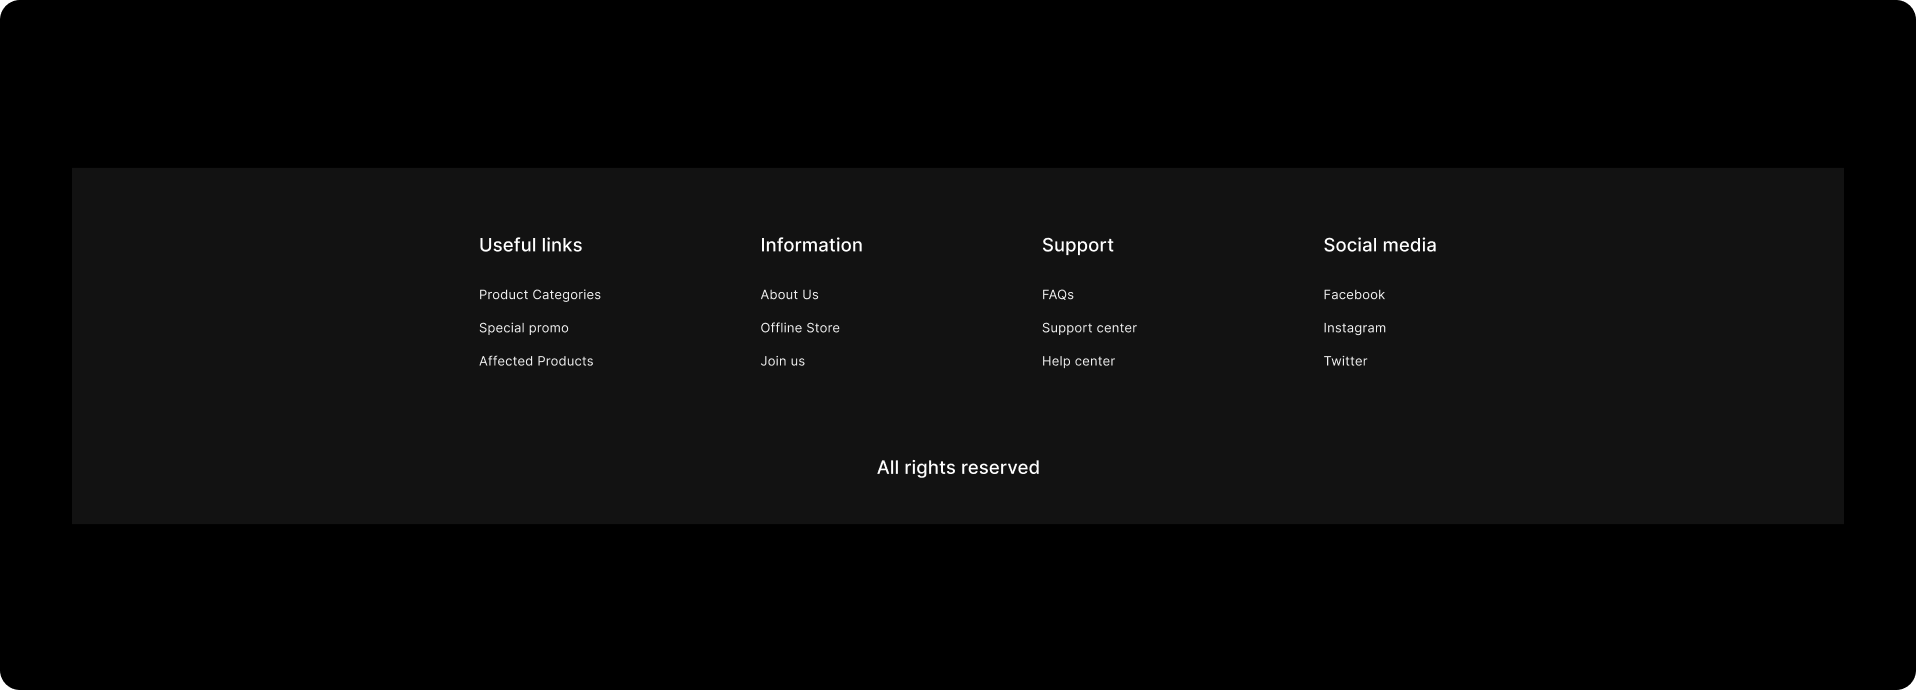 Useful links
Product Categories
Special promo
Affected Products
Information
About Us
Offline Store
Join us
Support
FAQs
Support center
Help center
Social media
Facebook
Instagram
Twitter
All rights reserved